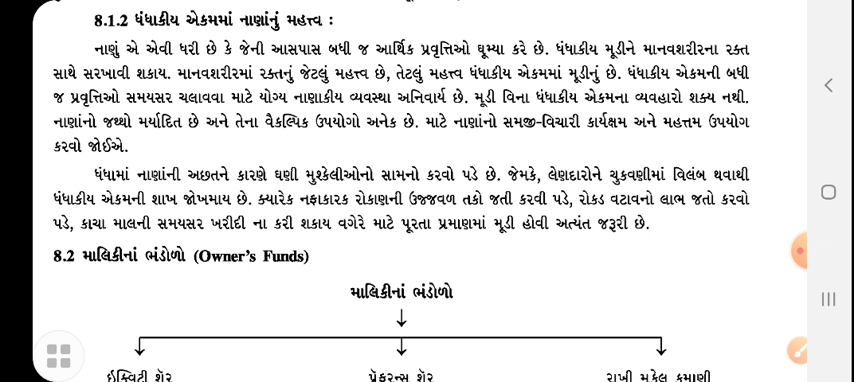 8.1.2 ધંધાકીય એકમમાં નાણાંનું મહત્ત્વ :
નાણું એ એવી ધરી છે કે જેની આસપાસ બધી જ આર્થિક પ્રવૃત્તિઓ ઘૂમ્યા કરે છે. ધંધાકીય મૂડીને માનવશરીરના રક્ત
સાથે સરખાવી શકાય. માનવશરીરમાં રક્તનું જેટલું મહત્ત્વ છે, તેટલું મહત્ત્વ ધંધાકીય એકમમાં મૂડીનું છે. ધંધાકીય એકમની બધી
જ પ્રવૃત્તિઓ સમયસર ચલાવવા માટે યોગ્ય નાણાકીય વ્યવસ્થા અનિવાર્ય છે. મૂડી વિના ધંધાકીય એકમના વ્યવહારો શક્ય નથી.
નાણાંનો જથ્થો મર્યાદિત છે અને તેના વૈકલ્પિક ઉપયોગો અનેક છે. માટે નાણાંનો સમજી-વિચારી કાર્યક્ષમ અને મહત્તમ ઉપયોગ
કરવો જોઈએ.
ધંધામાં નાણાંની અછતને કારણે ઘણી મુશ્કેલીઓનો સામનો કરવો પડે છે. જેમકે, લેણદારોને ચુકવણીમાં વિલંબ થવાથી
ધંધાકીય એકમની શાખ જોખમાય છે. ક્યારેક નફાકારક રોકાણની ઉજ્જવળ તકો જતી કરવી પડે, રોકડ વટાવનો લાભ જતો કરવો
પડે, કાચા માલની સમયસર ખરીદી ના કરી શકાય વગેરે માટે પૂરતા પ્રમાણમાં મૂડી હોવી અત્યંત જરૂરી છે.
8.2 માલિકીનાં ભંડોળો (Owner's Funds)
માલિકીનાં ભંડોળો
ઇક્વિટી શૅર પ્રૅફરન્સ શૅર રાખી મૂકેલ કમાણી